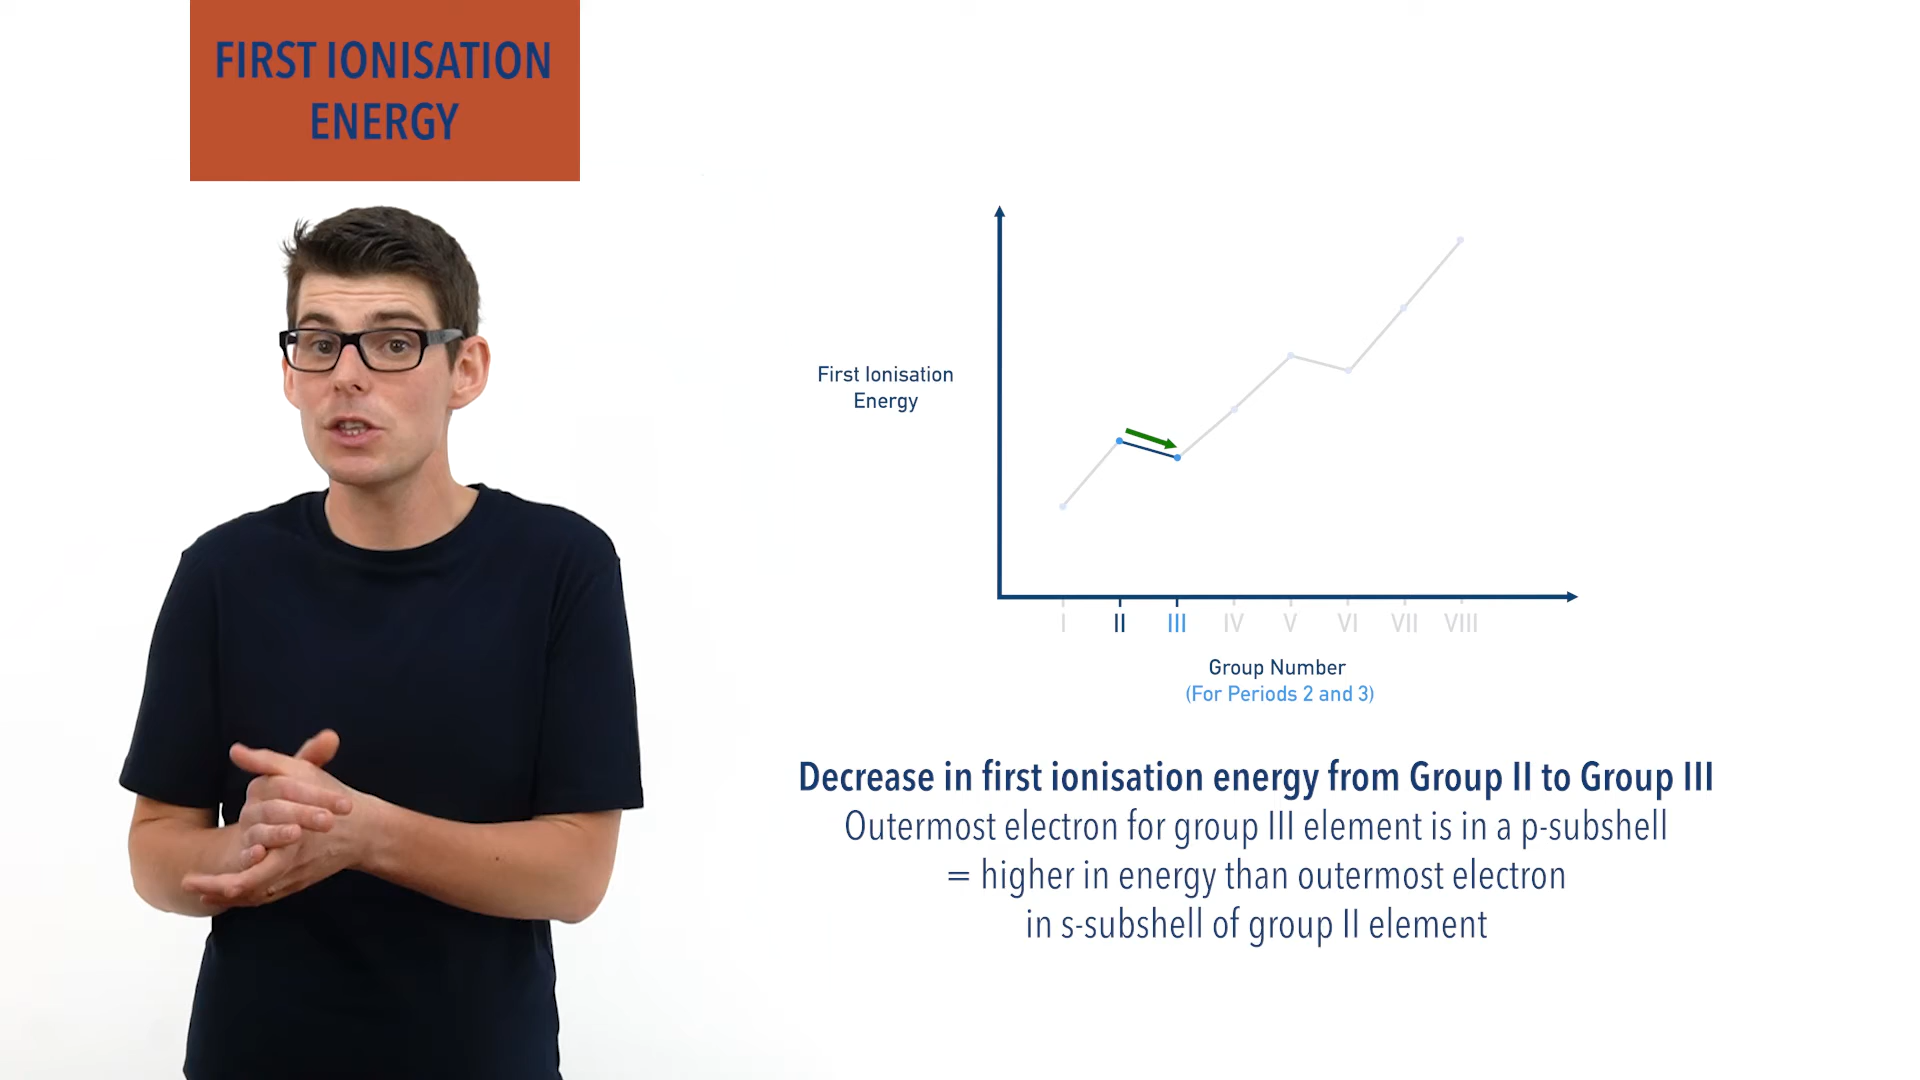 FIRST IONISATION
ENERGY
First Ionisation
Energy
I II III IV V VI VII VIII
Group Number
(For Periods 2 and 3)
Decrease in first ionisation energy from Group II to Group III
Outermost electron for group III element is in a p-subshell
= higher in energy than outermost electron
in s-subshell of group II element